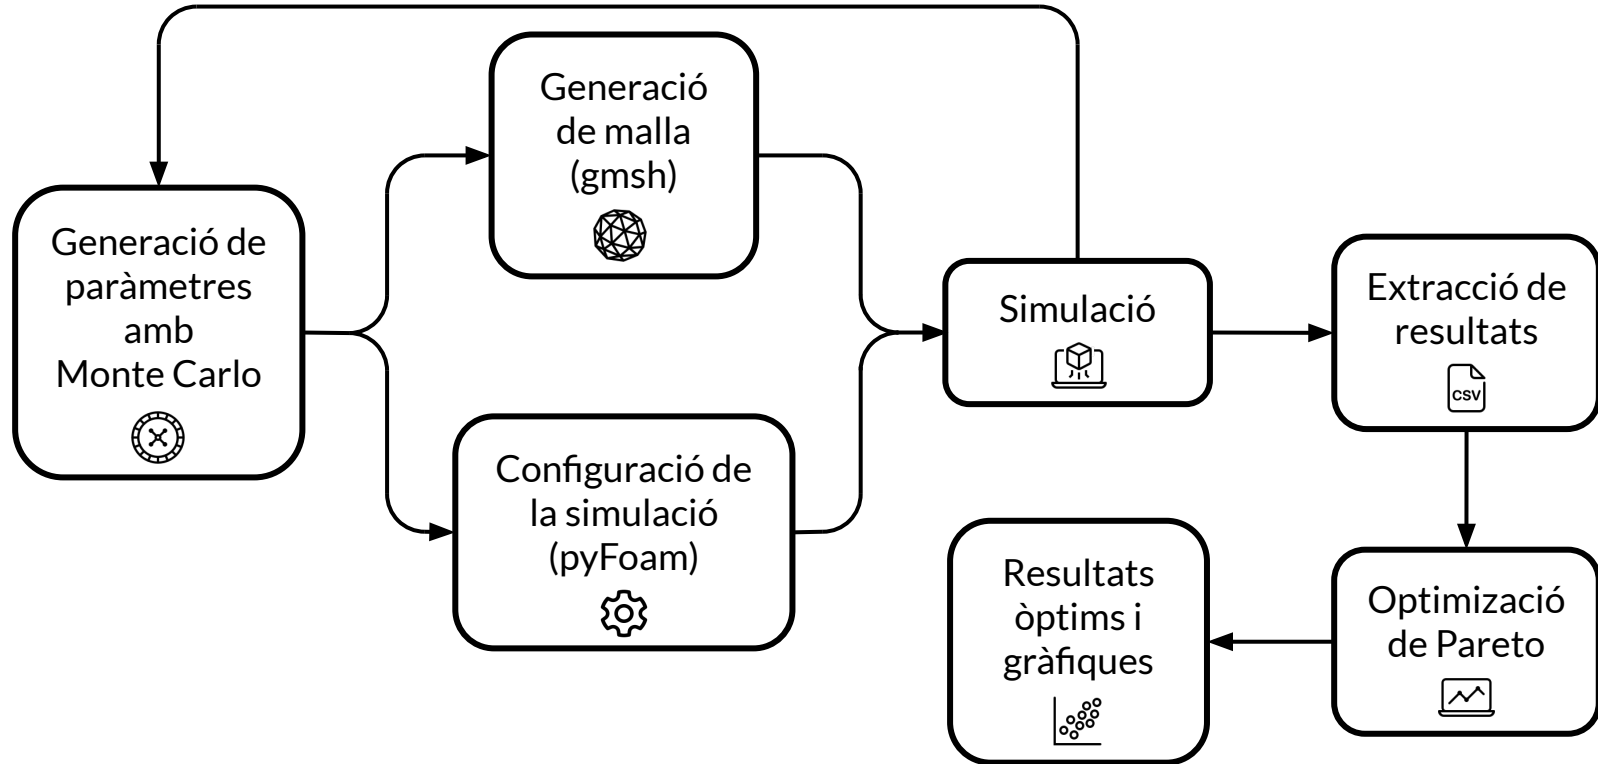 Generació de
paràmetres
amb
Monte Carlo
Generació
de malla
(gmsh)
Configuració de
la simulació
(pyFoam)
Simulació
Extracció de
resultats
CSV
Optimizació
de Pareto
Resultats
òptims i
gràfiques